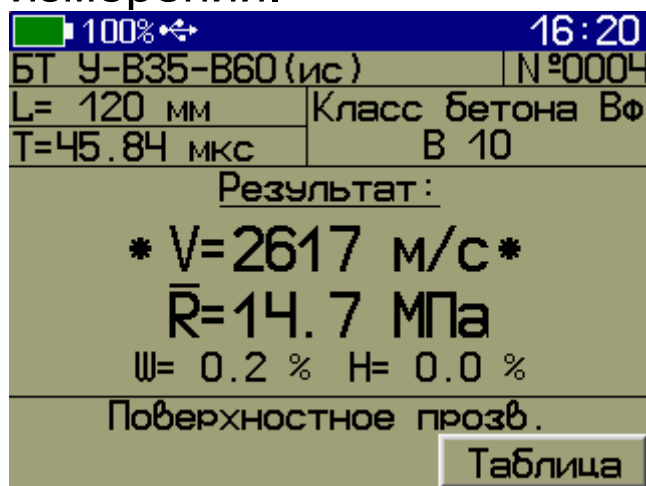 100% 16:20
БТ У-В35-В60(ис) №0004
L= 120 мм
T=45.84 мкс
Класс бетона Вф
В 10
Результат:
* V=2617 м/с *
R̅=14.7 МПа
W= 0.2 % H= 0.0 %
Поверхностное прозв.
Таблица